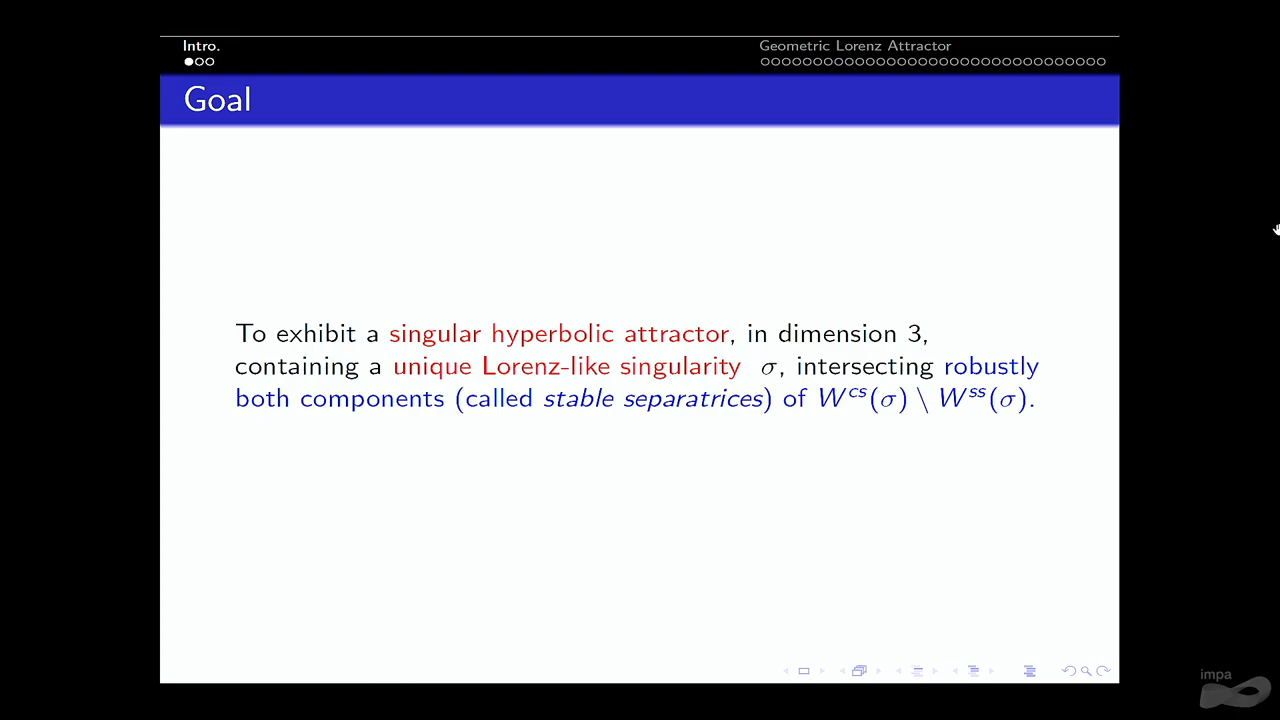 Intro.
Geometric Lorenz Attractor
Goal
To exhibit a singular hyperbolic attractor, in dimension 3,
containing a unique Lorenz-like singularity σ, intersecting robustly
both components (called stable separatrices) of W^{cs}(σ) \ W^{ss}(σ).
impa